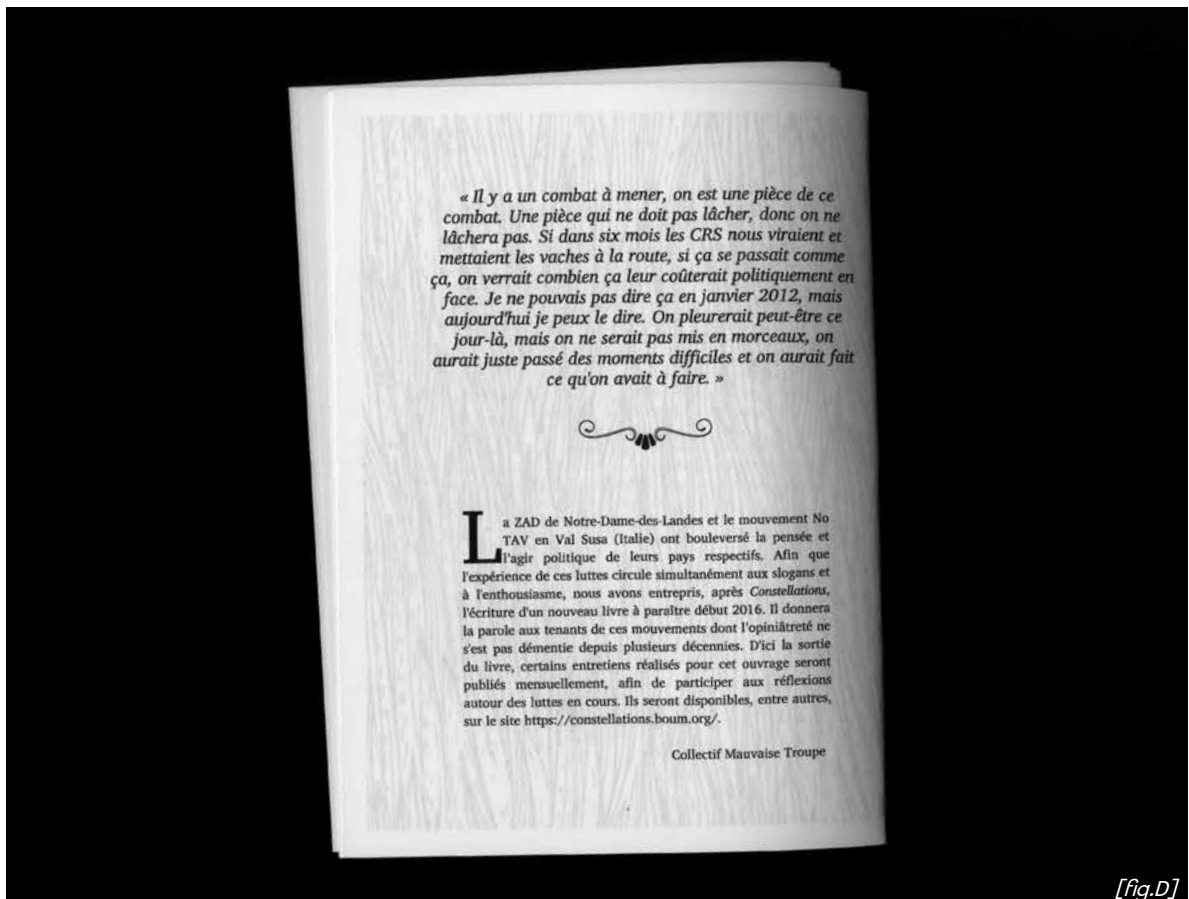 « Il y a un combat à mener, on est une pièce de ce
combat. Une pièce qui ne doit pas lâcher, donc on ne
lâchera pas. Si dans six mois les CRS nous viraient et
mettaient les vaches à la route, si ça se passait comme
ça, on verrait combien ça leur coûterait politiquement en
face. Je ne pouvais pas dire ça en janvier 2012, mais
aujourd'hui je peux le dire. On pleurerait peut-être ce
jour-là, mais on ne serait pas mis en morceaux, on
aurait juste passé des moments difficiles et on aurait fait
ce qu'on avait à faire. »
La ZAD de Notre-Dame-des-Landes et le mouvement No
TAV en Val Susa (Italie) ont bouleversé la pensée et
l'agir politique de leurs pays respectifs. Afin que
l'expérience de ces luttes circule simultanément aux slogans et
à l'enthousiasme, nous avons entrepris, après Constellations,
l'écriture d'un nouveau livre à paraître début 2016. Il donnera
la parole aux tenants de ces mouvements dont l'opiniâtreté ne
s'est pas démentie depuis plusieurs décennies. D'ici la sortie
du livre, certains entretiens réalisés pour cet ouvrage seront
publiés mensuellement, afin de participer aux réflexions
autour des luttes en cours. Ils seront disponibles, entre autres,
sur le site https://constellations.boum.org/.
Collectif Mauvaise Troupe
[fig.D]